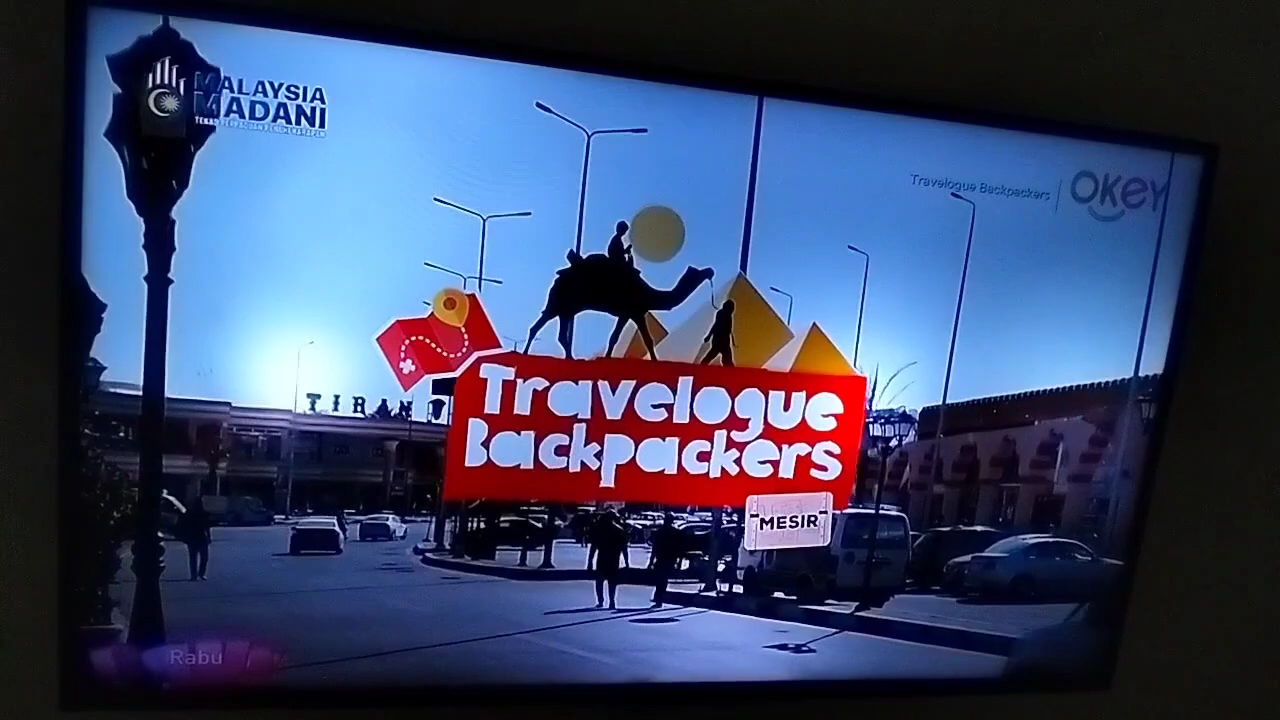 MALAYSIA
MADANI
Travelogue Backpackers
OKEY
TIRAN
Travelogue
Backpackers
MESIR
Rabu